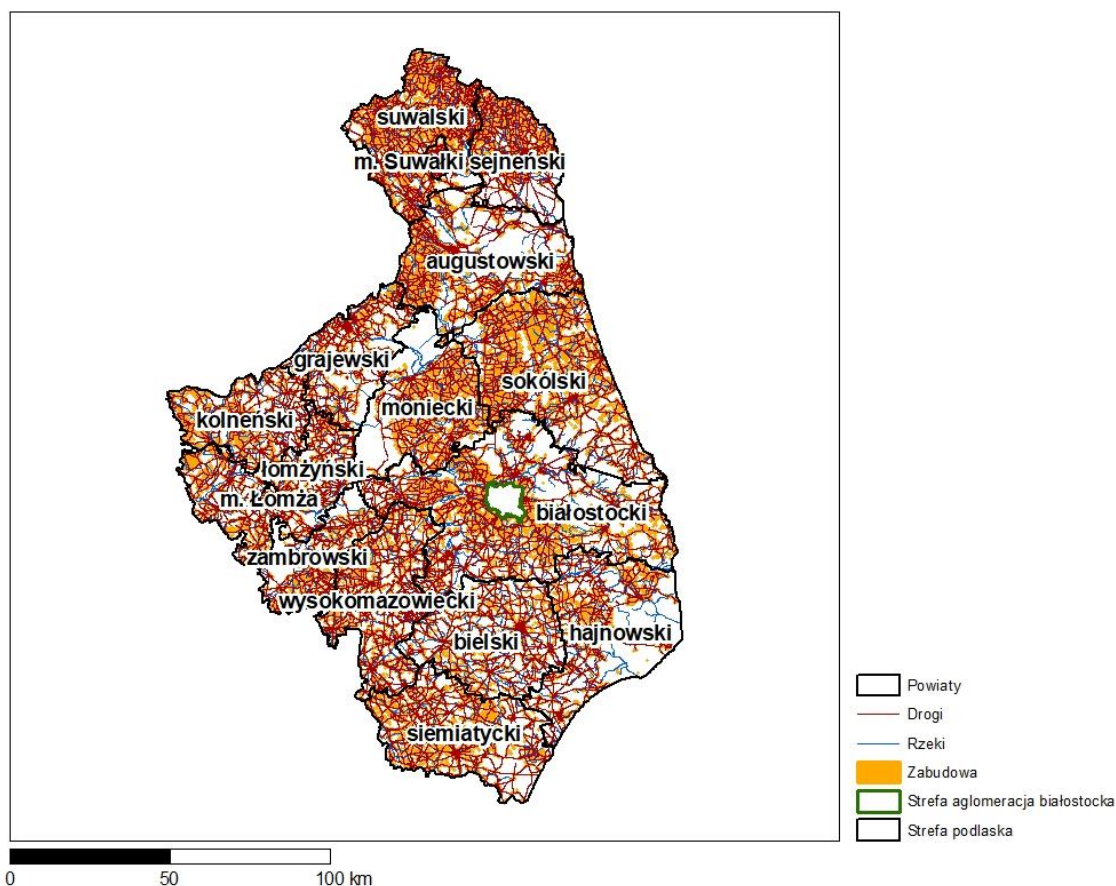 suwalski
m. Suwałki sejneński
augustowski
grajewski
sokólski
moniecki
kolneński
łomżyński
m. Łomża
białostocki
zambrowski
wysokomazowiecki
bielski
hajnowski
siemiatycki
Powiaty
Drogi
Rzeki
Zabudowa
Strefa aglomeracja białostocka
Strefa podlaska
0 50 100 km